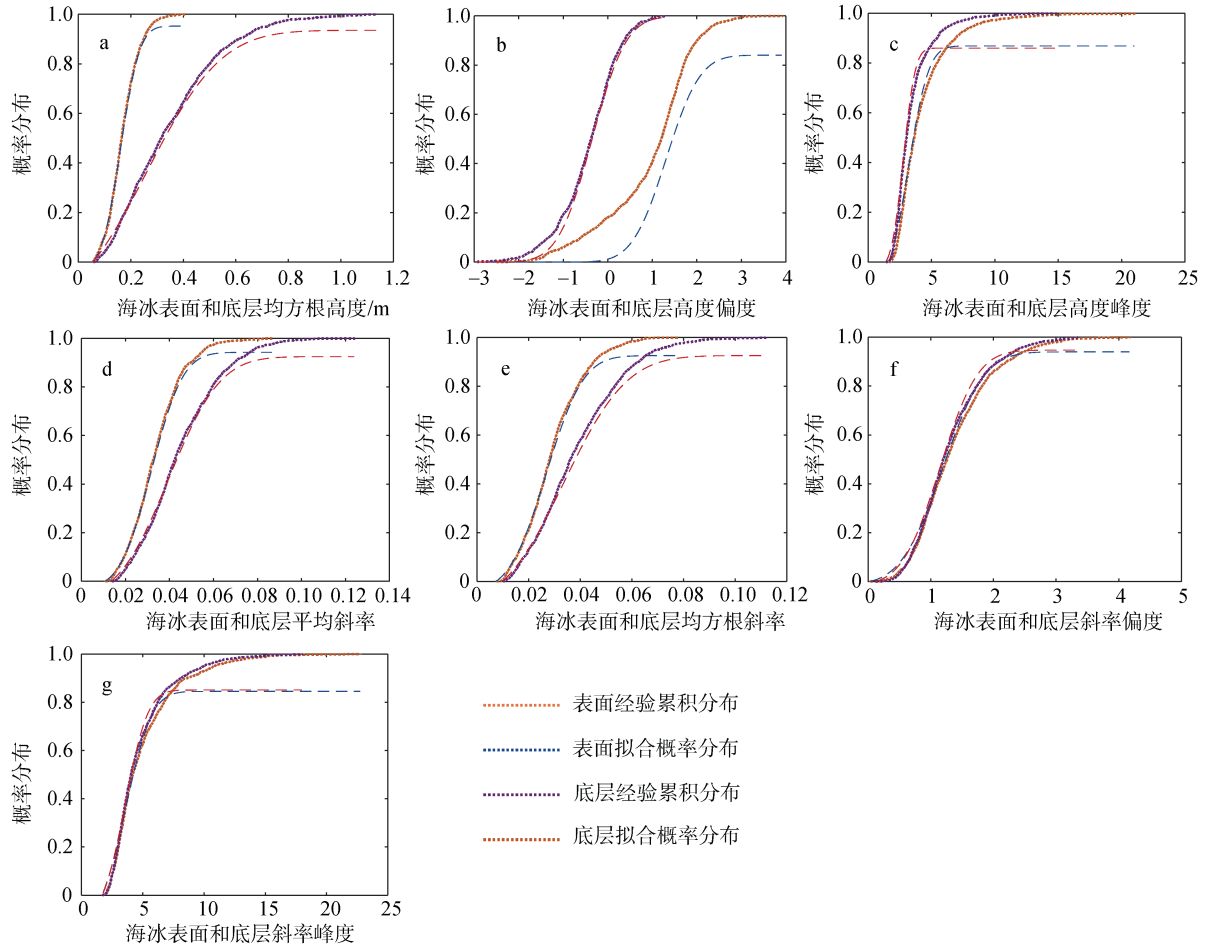 a
概率分布
1.0
0.8
0.6
0.4
0.2
0
0 0.2 0.4 0.6 0.8 1.0 1.2
海冰表面和底层均方根高度/m
b
概率分布
1.0
0.8
0.6
0.4
0.2
0
−3 −2 −1 0 1 2 3 4
海冰表面和底层高度偏度
c
概率分布
1.0
0.8
0.6
0.4
0.2
0
0 5 10 15 20 25
海冰表面和底层高度峰度
d
概率分布
1.0
0.8
0.6
0.4
0.2
0
0 0.02 0.04 0.06 0.08 0.10 0.12 0.14
海冰表面和底层平均斜率
e
概率分布
1.0
0.8
0.6
0.4
0.2
0
0 0.02 0.04 0.06 0.08 0.10 0.12
海冰表面和底层均方根斜率
f
概率分布
1.0
0.8
0.6
0.4
0.2
0
0 1 2 3 4 5
海冰表面和底层斜率偏度
g
概率分布
1.0
0.8
0.6
0.4
0.2
0
0 5 10 15 20 25
海冰表面和底层斜率峰度
表面经验累积分布
表面拟合概率分布
底层经验累积分布
底层拟合概率分布